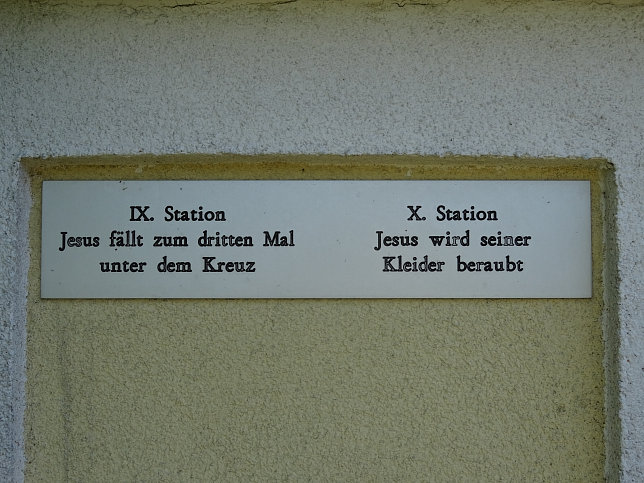 IX. Station
Jesus fällt zum dritten Mal
unter dem Kreuz
X. Station
Jesus wird seiner
Kleider beraubt